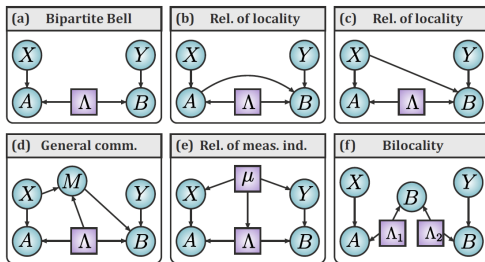 (a) Bipartite Bell
X Y
A Λ B
(b) Rel. of locality
X Y
A Λ B
(c) Rel. of locality
X Y
A Λ B
(d) General comm.
M
X Y
A Λ B
(e) Rel. of meas. ind.
μ
X Y
A Λ B
(f) Bilocality
X B Y
Λ₁ Λ₂
A B